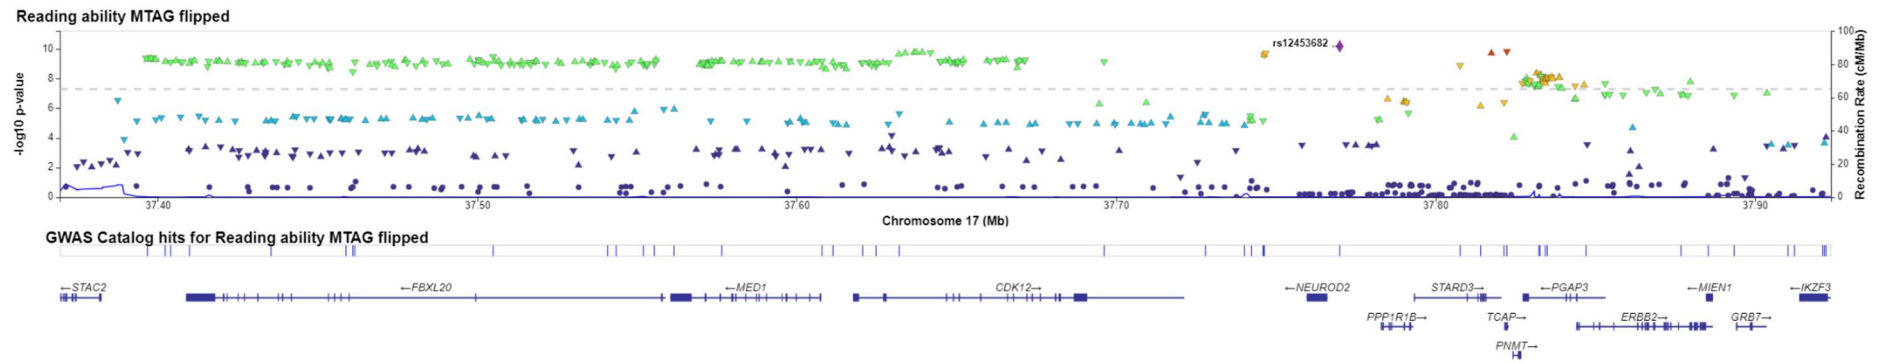 Reading ability MTAG flipped
-log10 p-value
10
8
6
4
2
0
rs12453682
100
80
60
40
20
0
Recombination Rate (cM/Mb)
37.40 37.50 37.60 37.70 37.80 37.90
Chromosome 17 (Mb)
GWAS Catalog hits for Reading ability MTAG flipped
←STAC2 ←FBXL20 ←MED1 CDK12→ ←NEUROD2 STARD3→ ←PGAP3 ←MIEN1 ←IKZF3
PPP1R1B→ TCAP→ ERBB2→ GRB7→
PNMT→